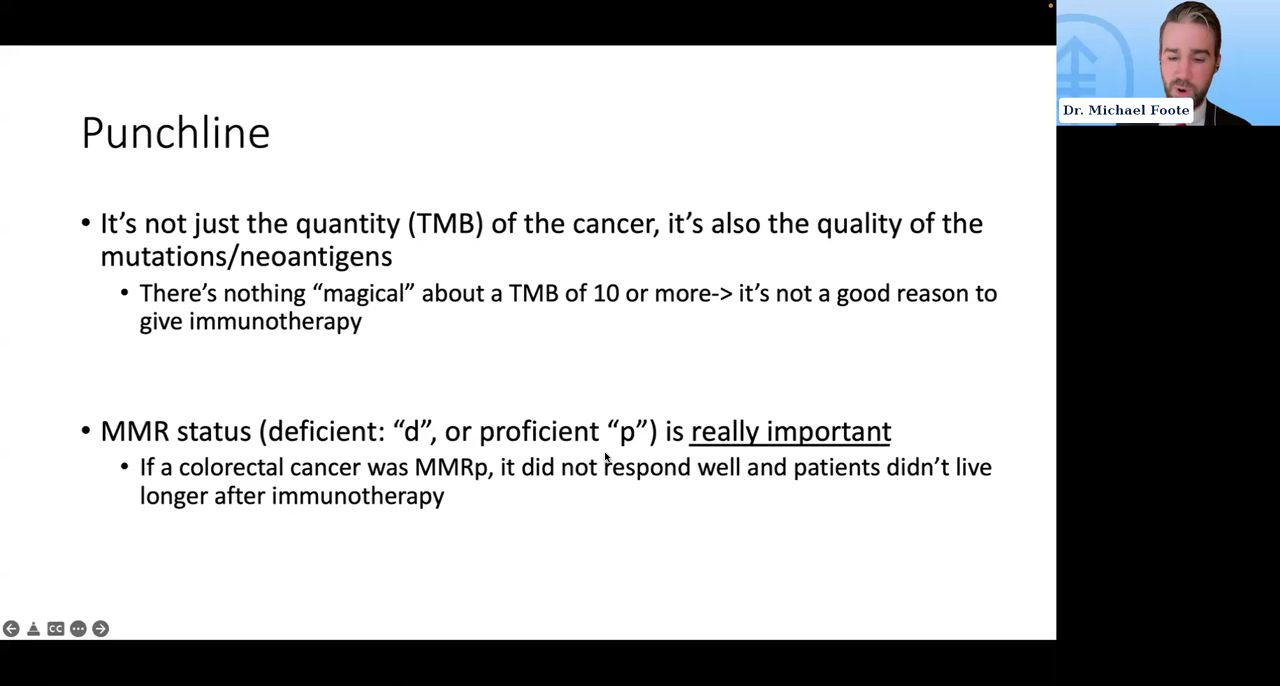 Dr. Michael Foote
Punchline
• It’s not just the quantity (TMB) of the cancer, it’s also the quality of the
mutations/neoantigens
• There’s nothing “magical” about a TMB of 10 or more-> it’s not a good reason to
give immunotherapy
• MMR status (deficient: “d”, or proficient “p”) is really important
• If a colorectal cancer was MMRp, it did not respond well and patients didn’t live
longer after immunotherapy
CC